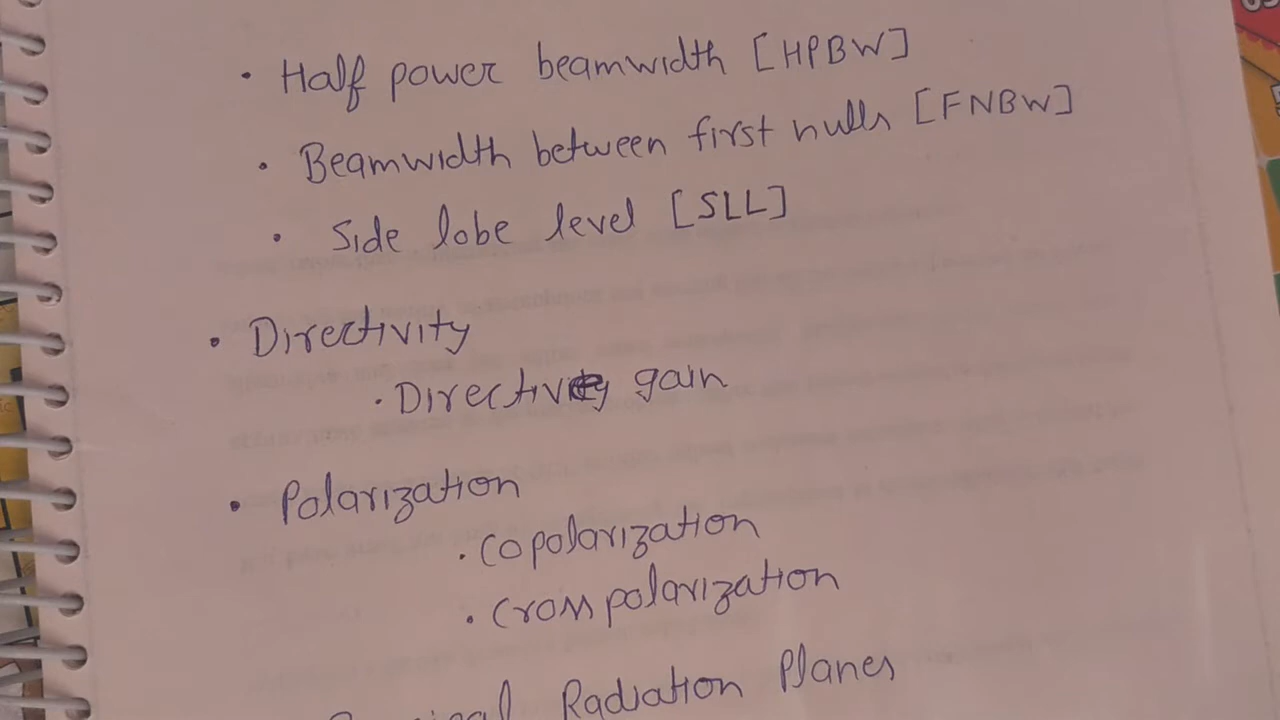 • Half power beamwidth [HPBW]
• Beamwidth between first nulls [FNBW]
• Side lobe level [SLL]
• Directivity
• Directive gain
• Polarization
• Copolarization
• Cross polarization
Radiation Planes